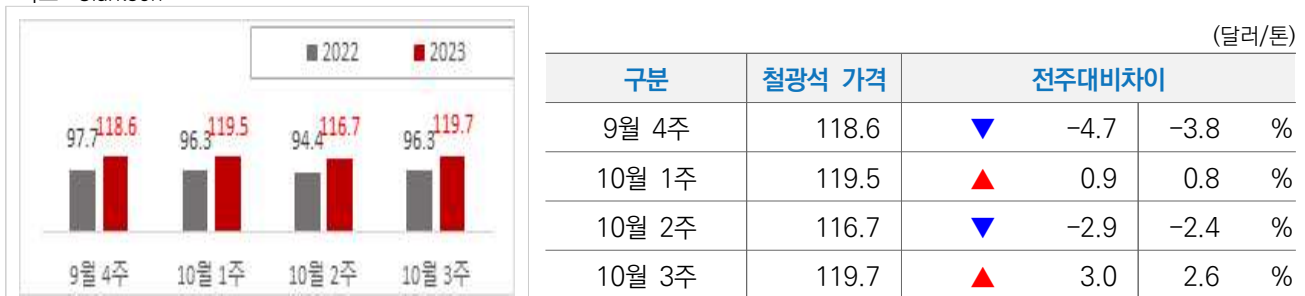 ■ 2022 ■ 2023
97.7 118.6 96.3 119.5 94.4 116.7 96.3 119.7
9월 4주 10월 1주 10월 2주 10월 3주
(달러/톤)
구분 철광석 가격 전주대비차이
9월 4주 118.6 ▼ -4.7 -3.8 %
10월 1주 119.5 ▲ 0.9 0.8 %
10월 2주 116.7 ▼ -2.9 -2.4 %
10월 3주 119.7 ▲ 3.0 2.6 %